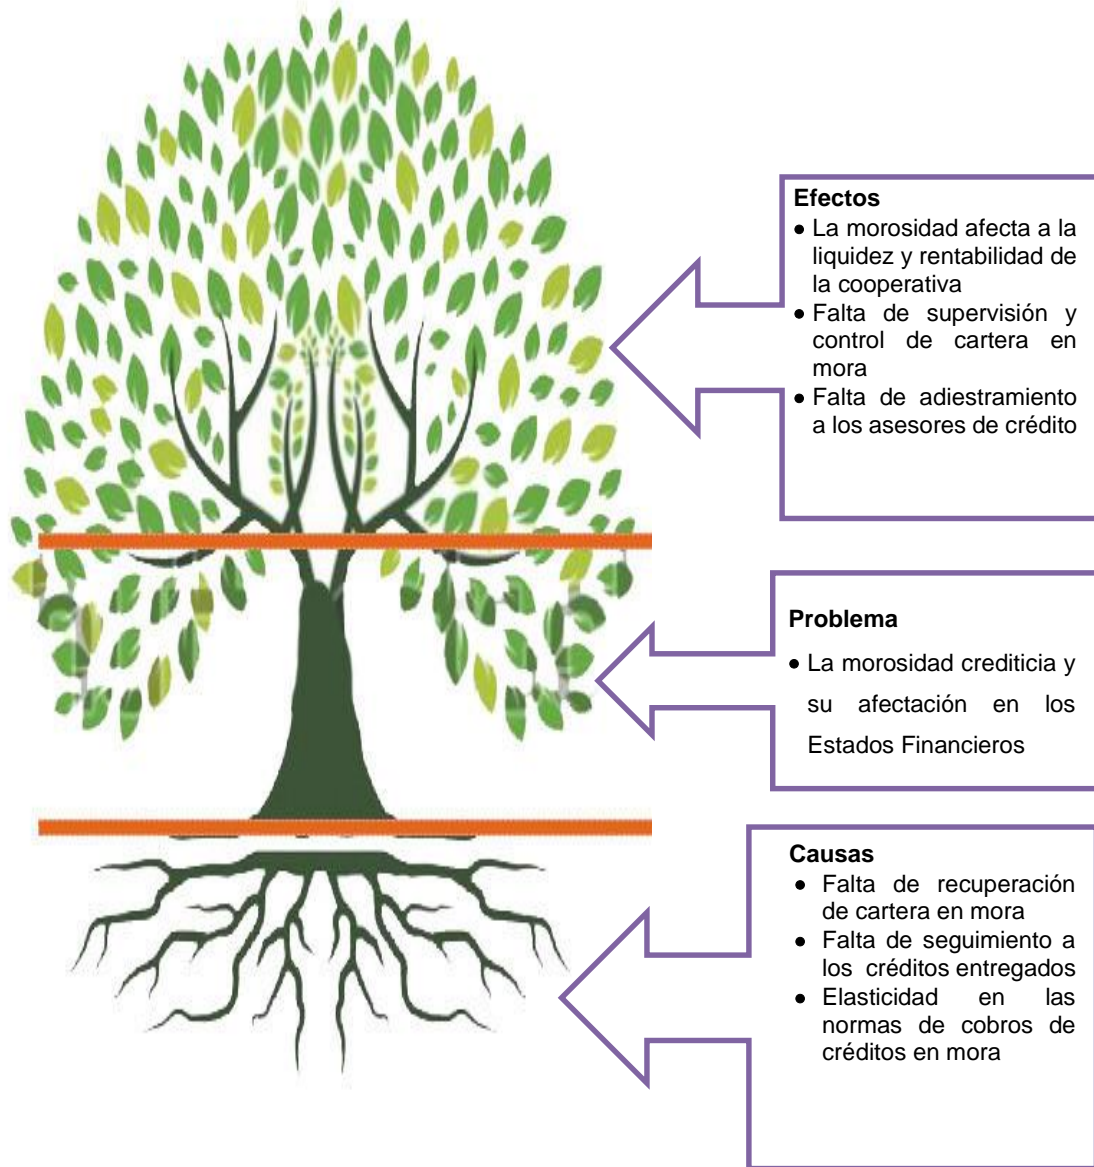 Efectos
• La morosidad afecta a la
liquidez y rentabilidad de
la cooperativa
• Falta de supervisión y
control de cartera en
mora
• Falta de adiestramiento
a los asesores de crédito
Problema
• La morosidad crediticia y
su afectación en los
Estados Financieros
Causas
• Falta de recuperación
de cartera en mora
• Falta de seguimiento a
los créditos entregados
• Elasticidad en las
normas de cobros de
créditos en mora